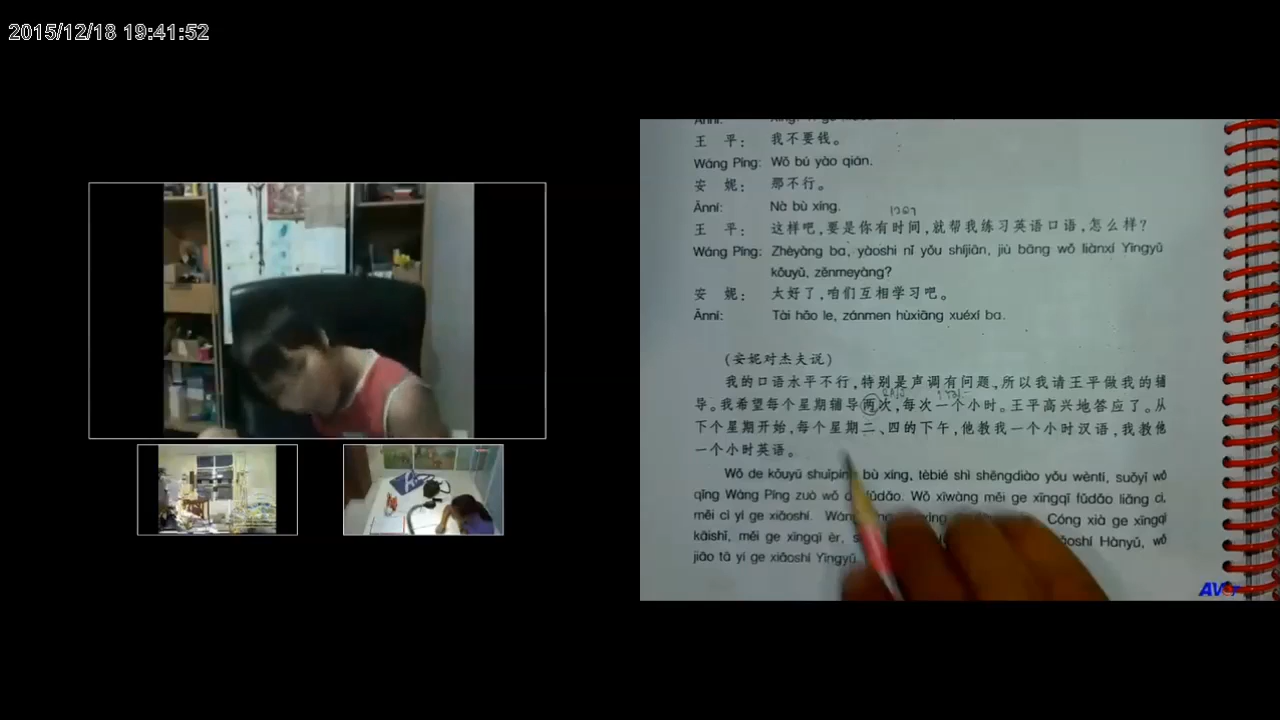 2015/12/18 19:41:52
王 平： 我不要钱。
Wáng Píng: Wǒ bú yào qián.
安 妮： 那不行。
Ānní: Nà bù xíng.
เวลา
王 平： 这样吧，要是你有时间，就帮我练习英语口语，怎么样？
Wáng Píng: Zhèyàng ba, yàoshi nǐ yǒu shíjiān, jiù bāng wǒ liànxí Yīngyǔ
kǒuyǔ, zěnmeyàng?
安 妮： 太好了，咱们互相学习吧。
Ānní: Tài hǎo le, zánmen hùxiāng xuéxí ba.
（安妮对杰夫说）
我的口语水平不行，特别是声调有问题，所以我请王平做我的辅
导。我希望每个星期辅导两次，每次一个小时。王平高兴地答应了。从
下个星期开始，每个星期二、四的下午，他教我一个小时汉语，我教他
一个小时英语。
Wǒ de kǒuyǔ shuǐpíng bù xíng, tèbié shì shēngdiào yǒu wèntí, suǒyǐ wǒ
qǐng Wáng Píng zuò wǒ fǔdǎo. Wǒ xīwàng měi ge xīngqī fǔdǎo liǎng cì,
měi cì yí ge xiǎoshí. Cóng xià ge xīngqī
kāishǐ, měi ge xīngqī èr, Hànyǔ, wǒ
jiāo tā yí ge xiǎoshí Yīngyǔ.